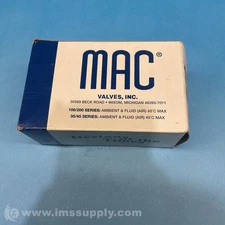 MAC®
VALVES, INC.
30569 BECK ROAD • WIXOM, MICHIGAN 48393-7011
100/200 SERIES: AMBIENT & FLUID (AIR) 40°C MAX
35/45 SERIES: AMBIENT & FLUID (AIR) 40°C MAX
© www.imssupply.com